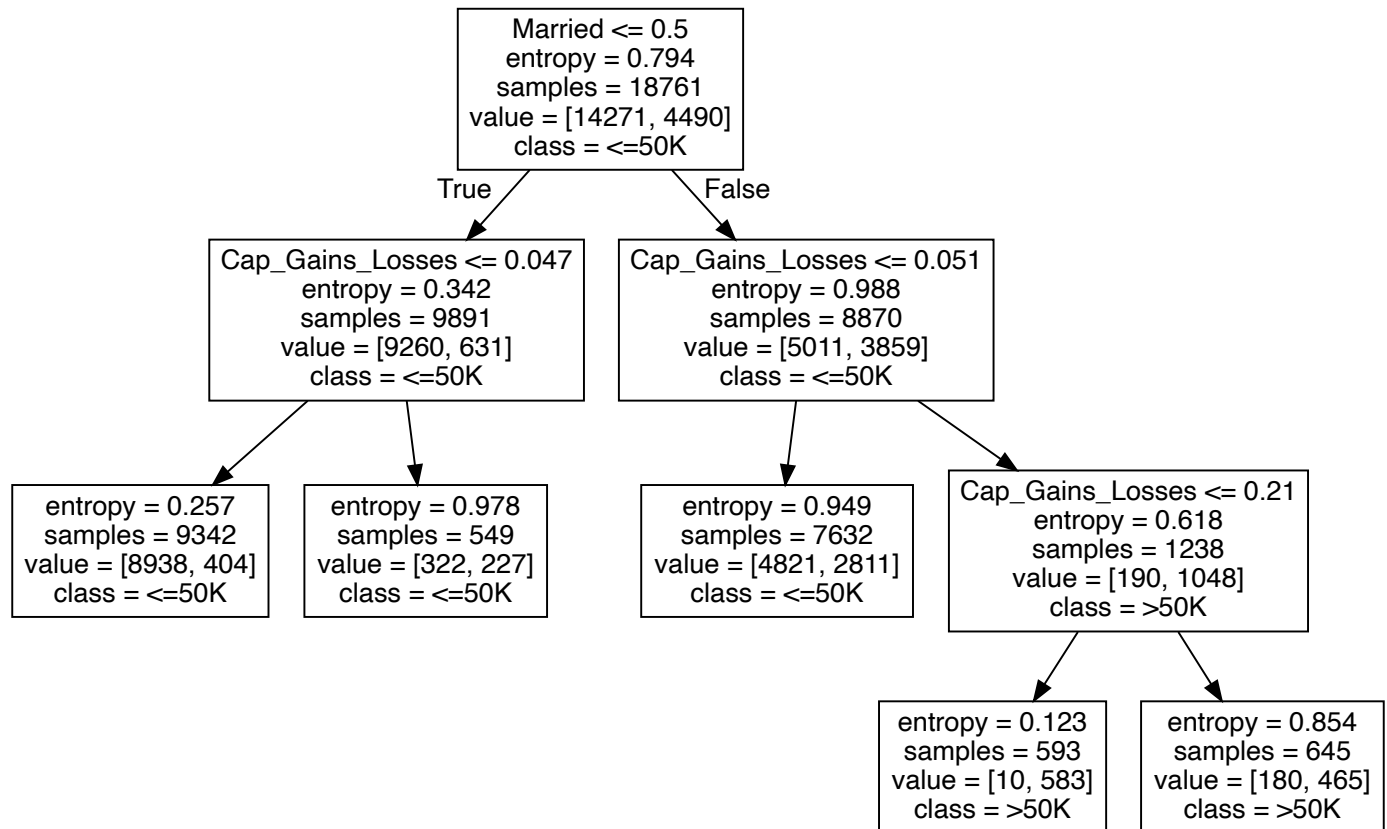 Married <= 0.5
entropy = 0.794
samples = 18761
value = [14271, 4490]
class = <=50K
True
False
Cap_Gains_Losses <= 0.047
entropy = 0.342
samples = 9891
value = [9260, 631]
class = <=50K
Cap_Gains_Losses <= 0.051
entropy = 0.988
samples = 8870
value = [5011, 3859]
class = <=50K
entropy = 0.257
samples = 9342
value = [8938, 404]
class = <=50K
entropy = 0.978
samples = 549
value = [322, 227]
class = <=50K
entropy = 0.949
samples = 7632
value = [4821, 2811]
class = <=50K
Cap_Gains_Losses <= 0.21
entropy = 0.618
samples = 1238
value = [190, 1048]
class = >50K
entropy = 0.123
samples = 593
value = [10, 583]
class = >50K
entropy = 0.854
samples = 645
value = [180, 465]
class = >50K